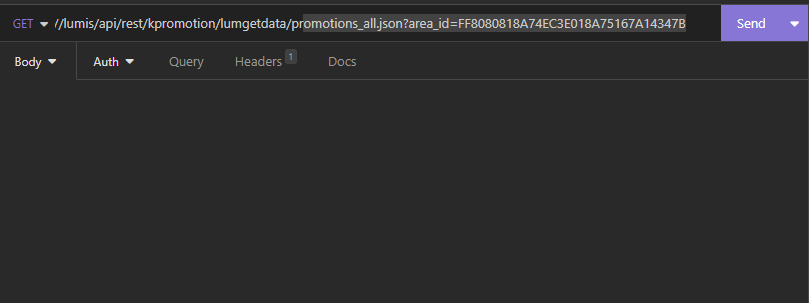 GET //lumis/api/rest/kpromotion/lumgetdata/promotions_all.json?area_id=FF8080818A74EC3E018A75167A14347B Send
Body Auth Query Headers 1 Docs